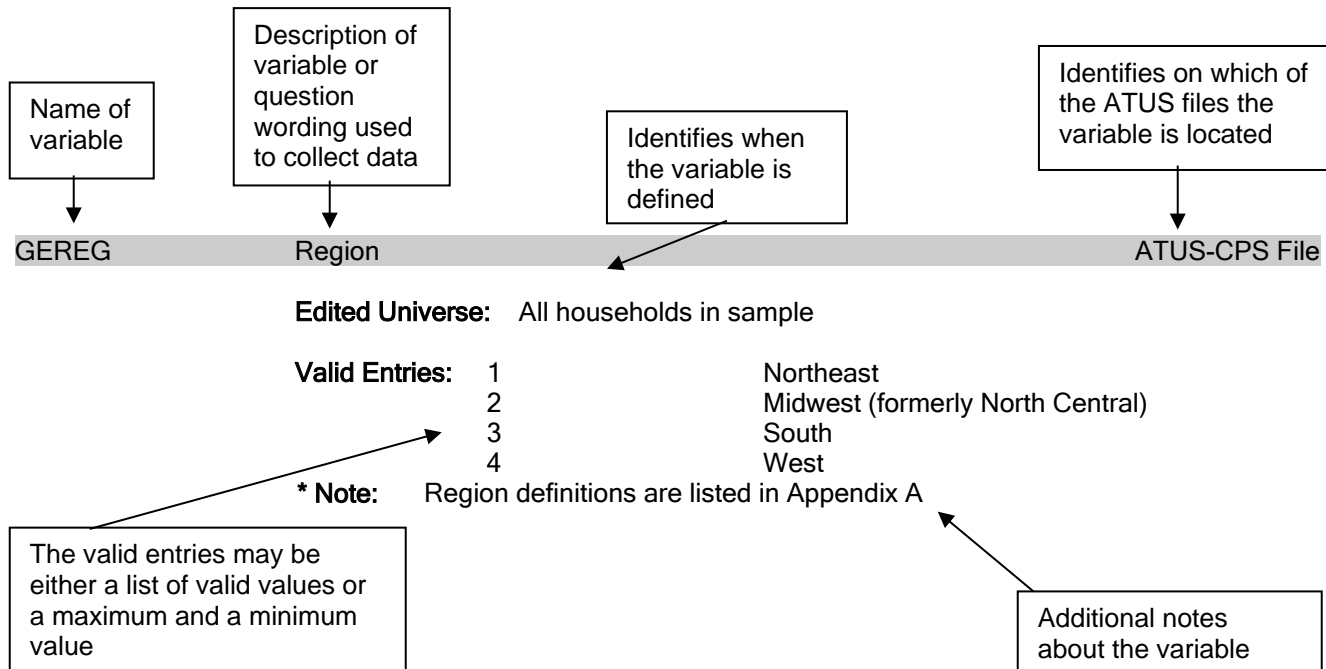 Description of
variable or
question
wording used
to collect data
Name of
variable
Identifies when
the variable is
defined
Identifies on which of
the ATUS files the
variable is located
GEREG Region ATUS-CPS File
Edited Universe: All households in sample
Valid Entries: 1 Northeast
2 Midwest (formerly North Central)
3 South
4 West
* Note: Region definitions are listed in Appendix A
The valid entries may be
either a list of valid values or
a maximum and a minimum
value
Additional notes
about the variable